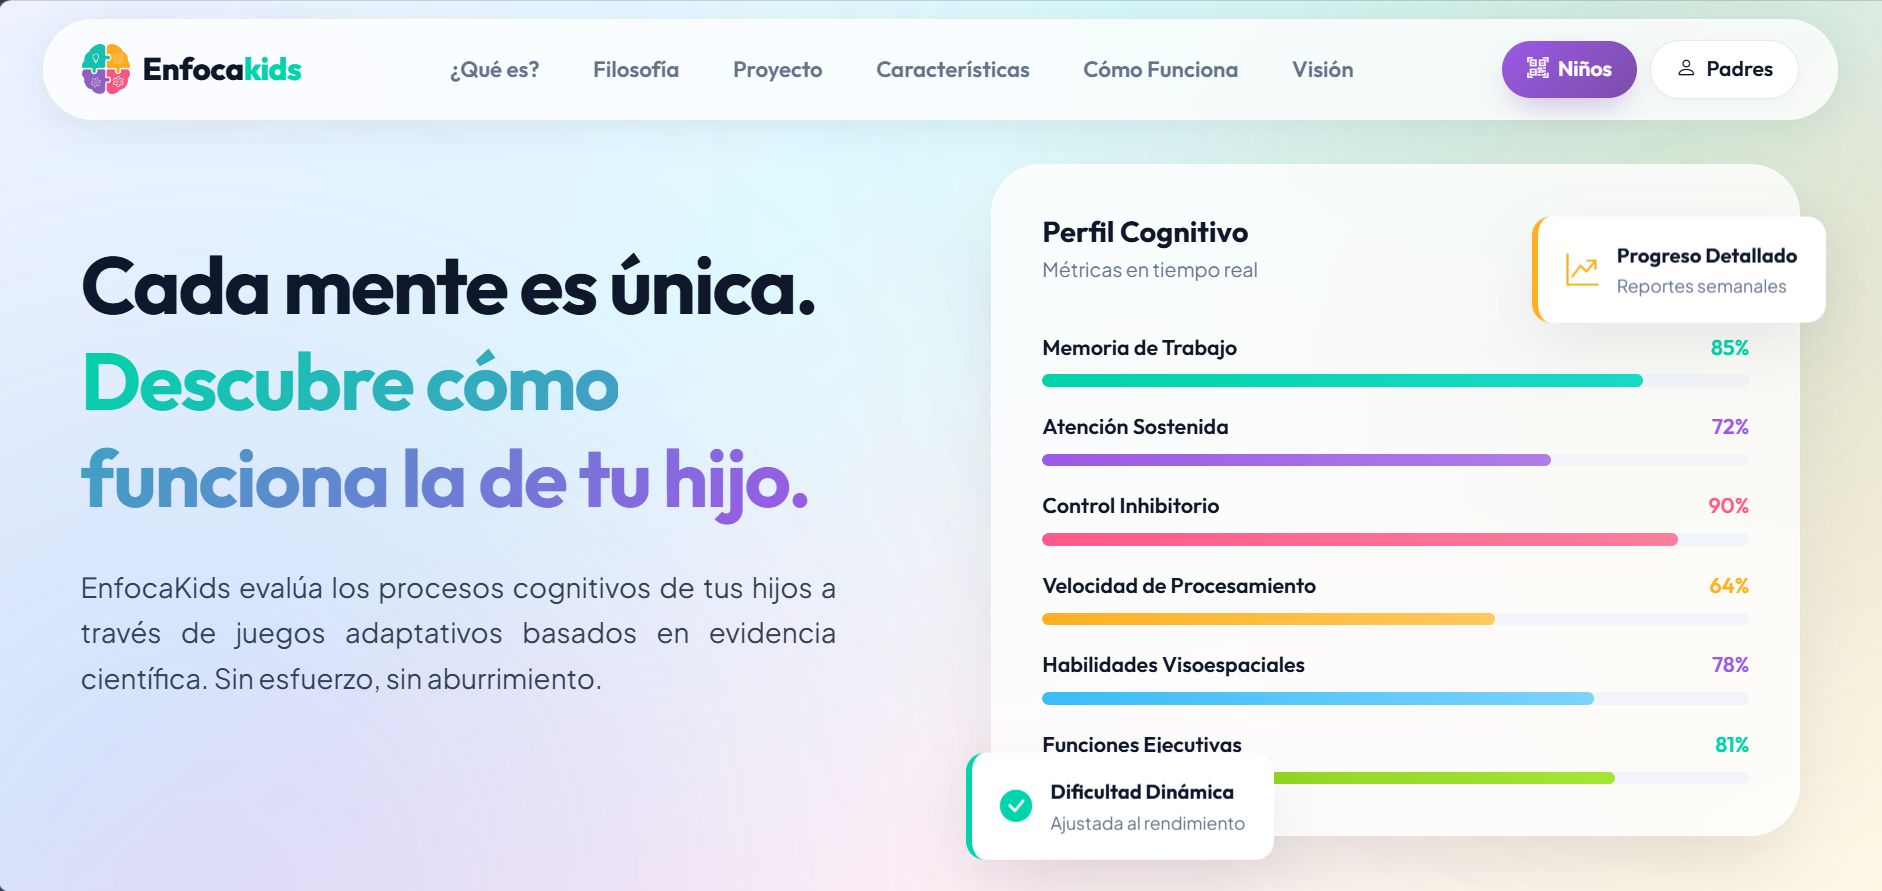 Enfocakids
¿Qué es?
Filosofía
Proyecto
Características
Cómo Funciona
Visión
Niños
Padres
Cada mente es única.
Descubre cómo
funciona la de tu hijo.
EnfocaKids evalúa los procesos cognitivos de tus hijos a
través de juegos adaptativos basados en evidencia
científica. Sin esfuerzo, sin aburrimiento.
Perfil Cognitivo
Métricas en tiempo real
Progreso Detallado
Reportes semanales
Memoria de Trabajo 85%
Atención Sostenida 72%
Control Inhibitorio 90%
Velocidad de Procesamiento 64%
Habilidades Visoespaciales 78%
Funciones Ejecutivas 81%
Dificultad Dinámica
Ajustada al rendimiento